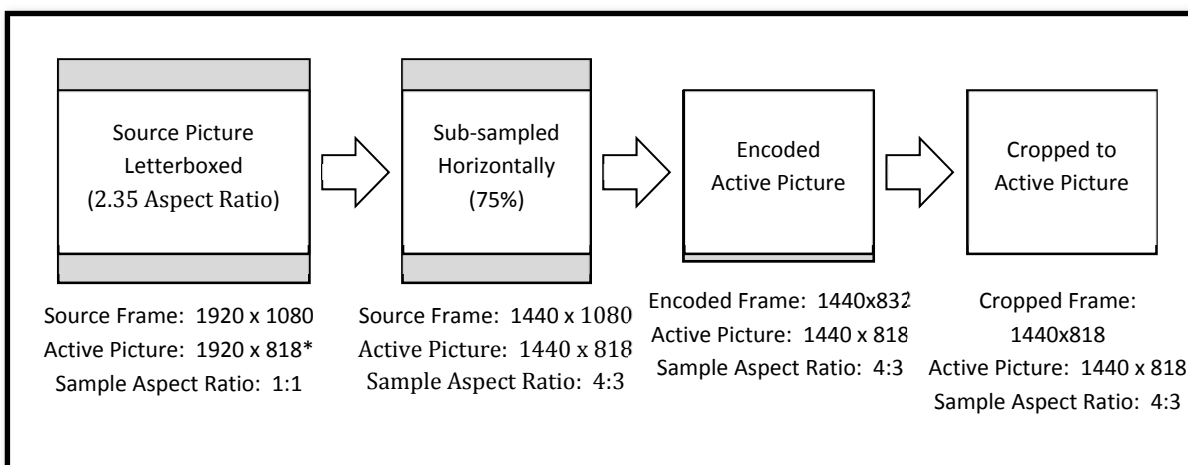 Source Picture
Letterboxed
(2.35 Aspect Ratio)
Sub-sampled
Horizontally
(75%)
Encoded
Active Picture
Cropped to
Active Picture
Source Frame: 1920 x 1080
Active Picture: 1920 x 818*
Sample Aspect Ratio: 1:1
Source Frame: 1440 x 1080
Active Picture: 1440 x 818
Sample Aspect Ratio: 4:3
Encoded Frame: 1440x832
Active Picture: 1440 x 818
Sample Aspect Ratio: 4:3
Cropped Frame:
1440x818
Active Picture: 1440 x 818
Sample Aspect Ratio: 4:3